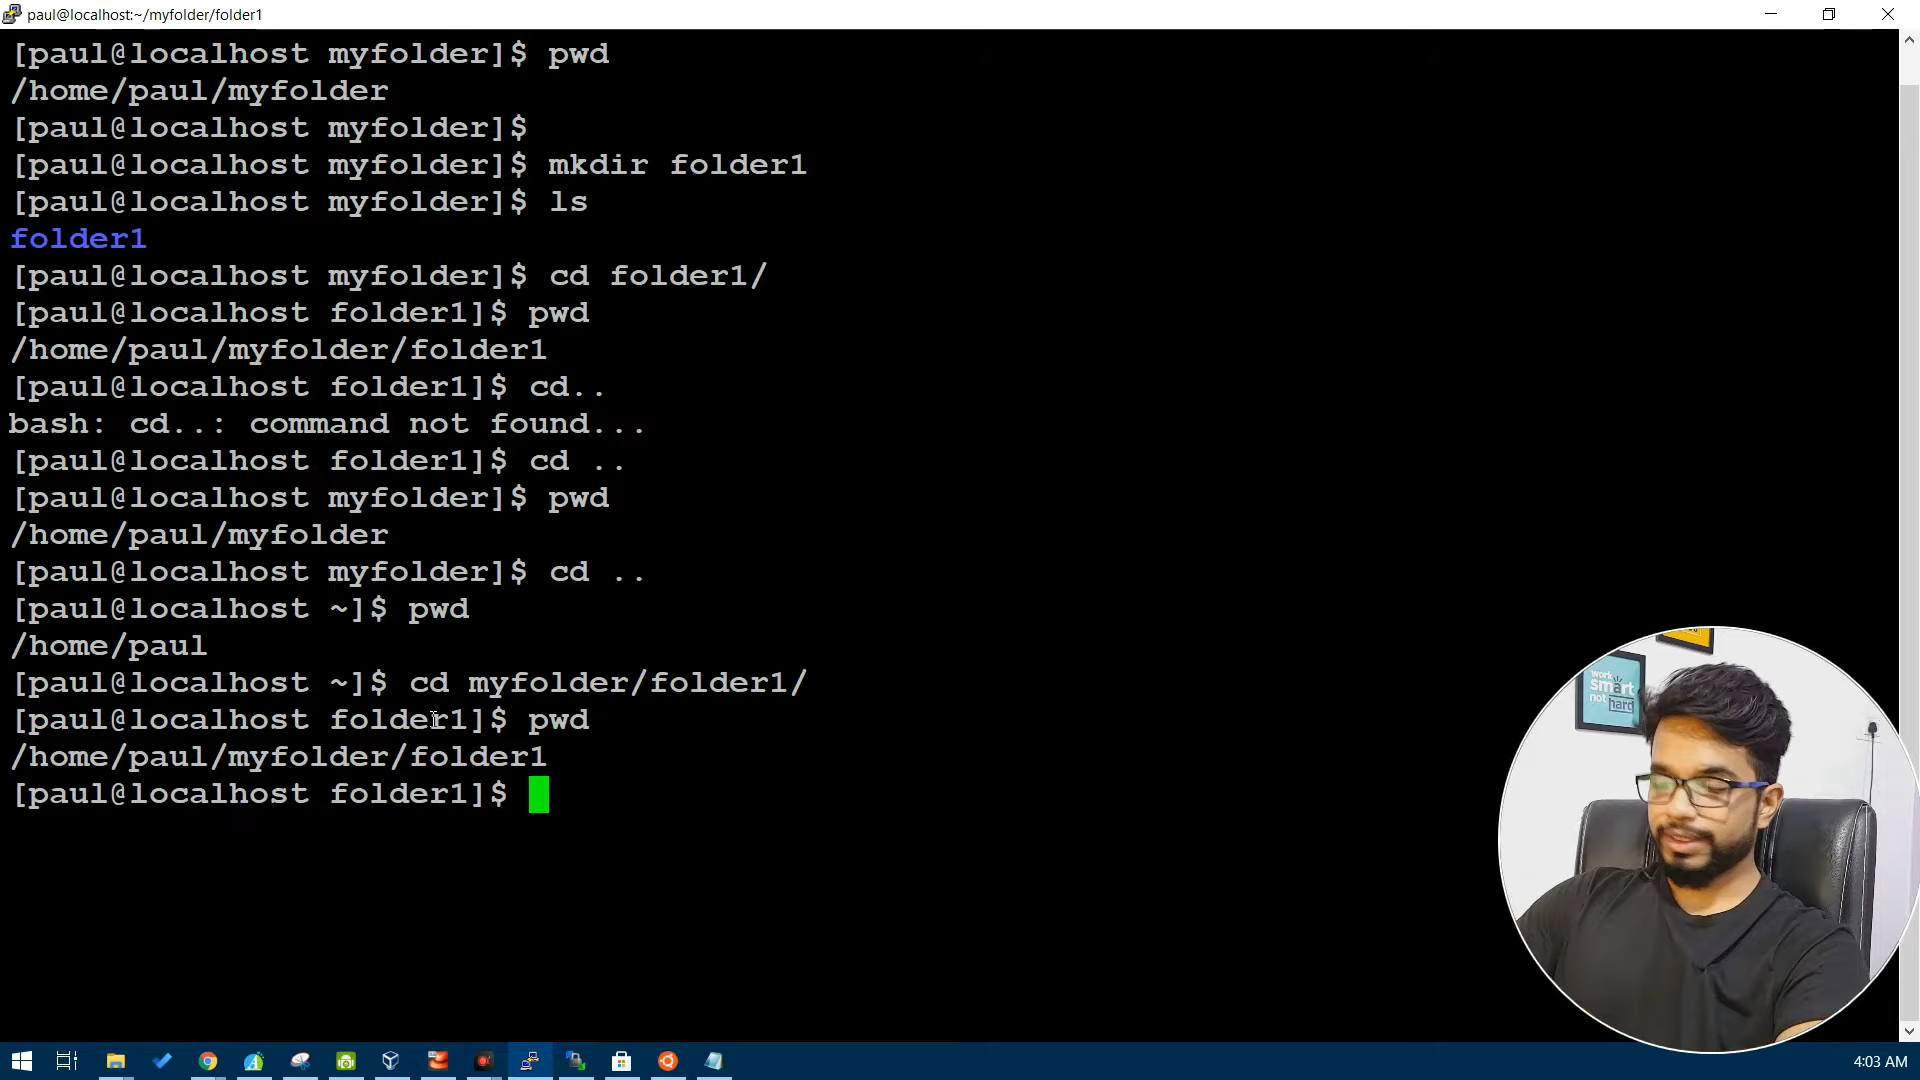 paul@localhost:~/myfolder/folder1
[paul@localhost myfolder]$ pwd
/home/paul/myfolder
[paul@localhost myfolder]$
[paul@localhost myfolder]$ mkdir folder1
[paul@localhost myfolder]$ ls
folder1
[paul@localhost myfolder]$ cd folder1/
[paul@localhost folder1]$ pwd
/home/paul/myfolder/folder1
[paul@localhost folder1]$ cd..
bash: cd..: command not found...
[paul@localhost folder1]$ cd ..
[paul@localhost myfolder]$ pwd
/home/paul/myfolder
[paul@localhost myfolder]$ cd ..
[paul@localhost ~]$ pwd
/home/paul
[paul@localhost ~]$ cd myfolder/folder1/
[paul@localhost folder1]$ pwd
/home/paul/myfolder/folder1
[paul@localhost folder1]$
work
smart
not hard
4:03 AM